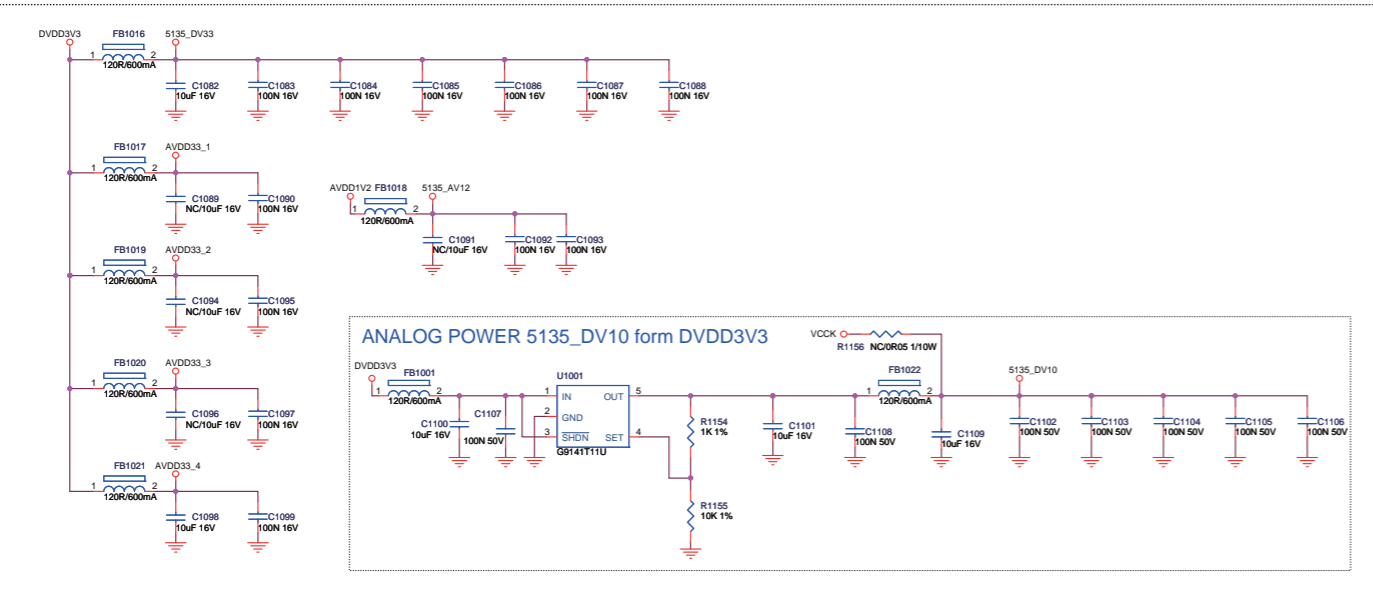 DVDD3V3
FB1016
5135_DV33
1
2
120R/600mA
C1082
10uF 16V
C1083
100N 16V
C1084
100N 16V
C1085
100N 16V
C1086
100N 16V
C1087
100N 16V
C1088
100N 16V
FB1017
AVDD33_1
1
2
120R/600mA
C1089
NC/10uF 16V
C1090
100N 16V
AVDD1V2
FB1018
5135_AV12
1
2
120R/600mA
C1091
NC/10uF 16V
C1092
100N 16V
C1093
100N 16V
FB1019
AVDD33_2
1
2
120R/600mA
C1094
NC/10uF 16V
C1095
100N 16V
FB1020
AVDD33_3
1
2
120R/600mA
C1096
NC/10uF 16V
C1097
100N 16V
FB1021
AVDD33_4
1
2
120R/600mA
C1098
10uF 16V
C1099
100N 16V
ANALOG POWER 5135_DV10 form DVDD3V3
VCCK
R1156
NC/0R05 1/10W
DVDD3V3
FB1001
1
2
120R/600mA
C1100
10uF 16V
C1107
100N 50V
U1001
1
IN
OUT
5
2
GND
3
SHDN
SET
4
G9141T11U
R1154
1K 1%
R1155
10K 1%
C1101
10uF 16V
C1108
100N 50V
FB1022
1
2
120R/600mA
C1109
10uF 16V
5135_DV10
C1102
100N 50V
C1103
100N 50V
C1104
100N 50V
C1105
100N 50V
C1106
100N 50V